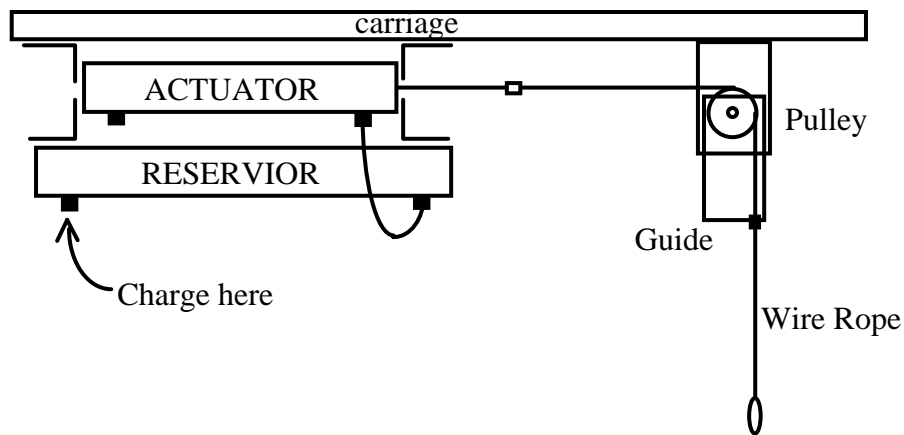 carriage
ACTUATOR
Pulley
RESERVIOR
Guide
Charge here
Wire Rope